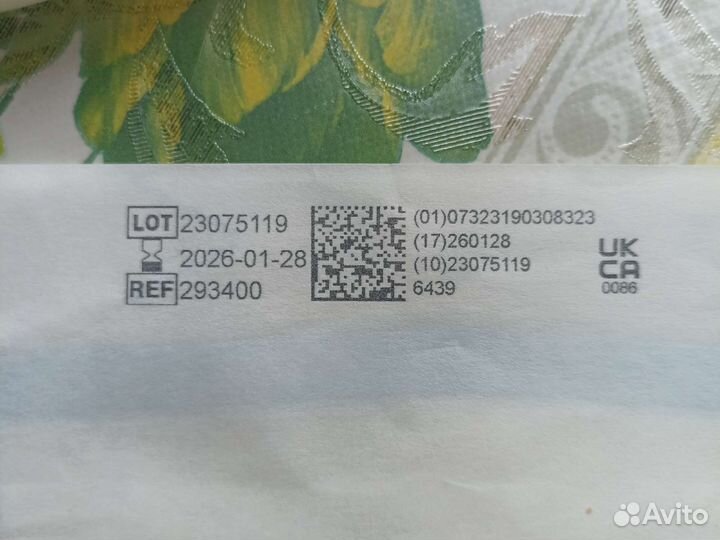 LOT 23075119
2026-01-28
REF 293400
(01)07323190308323
(17)260128
(10)23075119
6439
UK
CA
0086
Avito